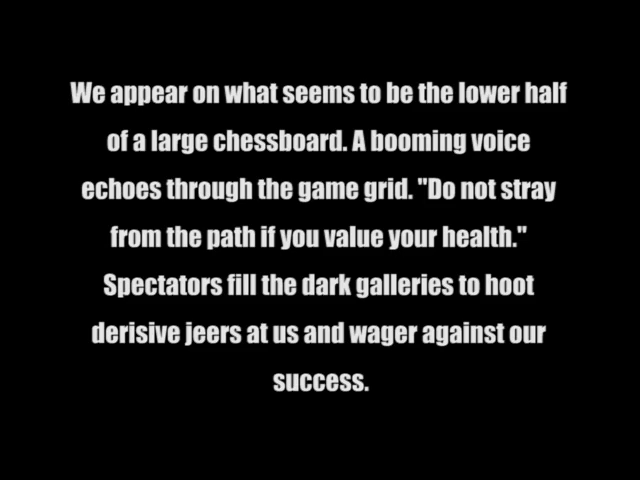 We appear on what seems to be the lower half
of a large chessboard. A booming voice
echoes through the game grid. "Do not stray
from the path if you value your health."
Spectators fill the dark galleries to hoot
derisive jeers at us and wager against our
success.